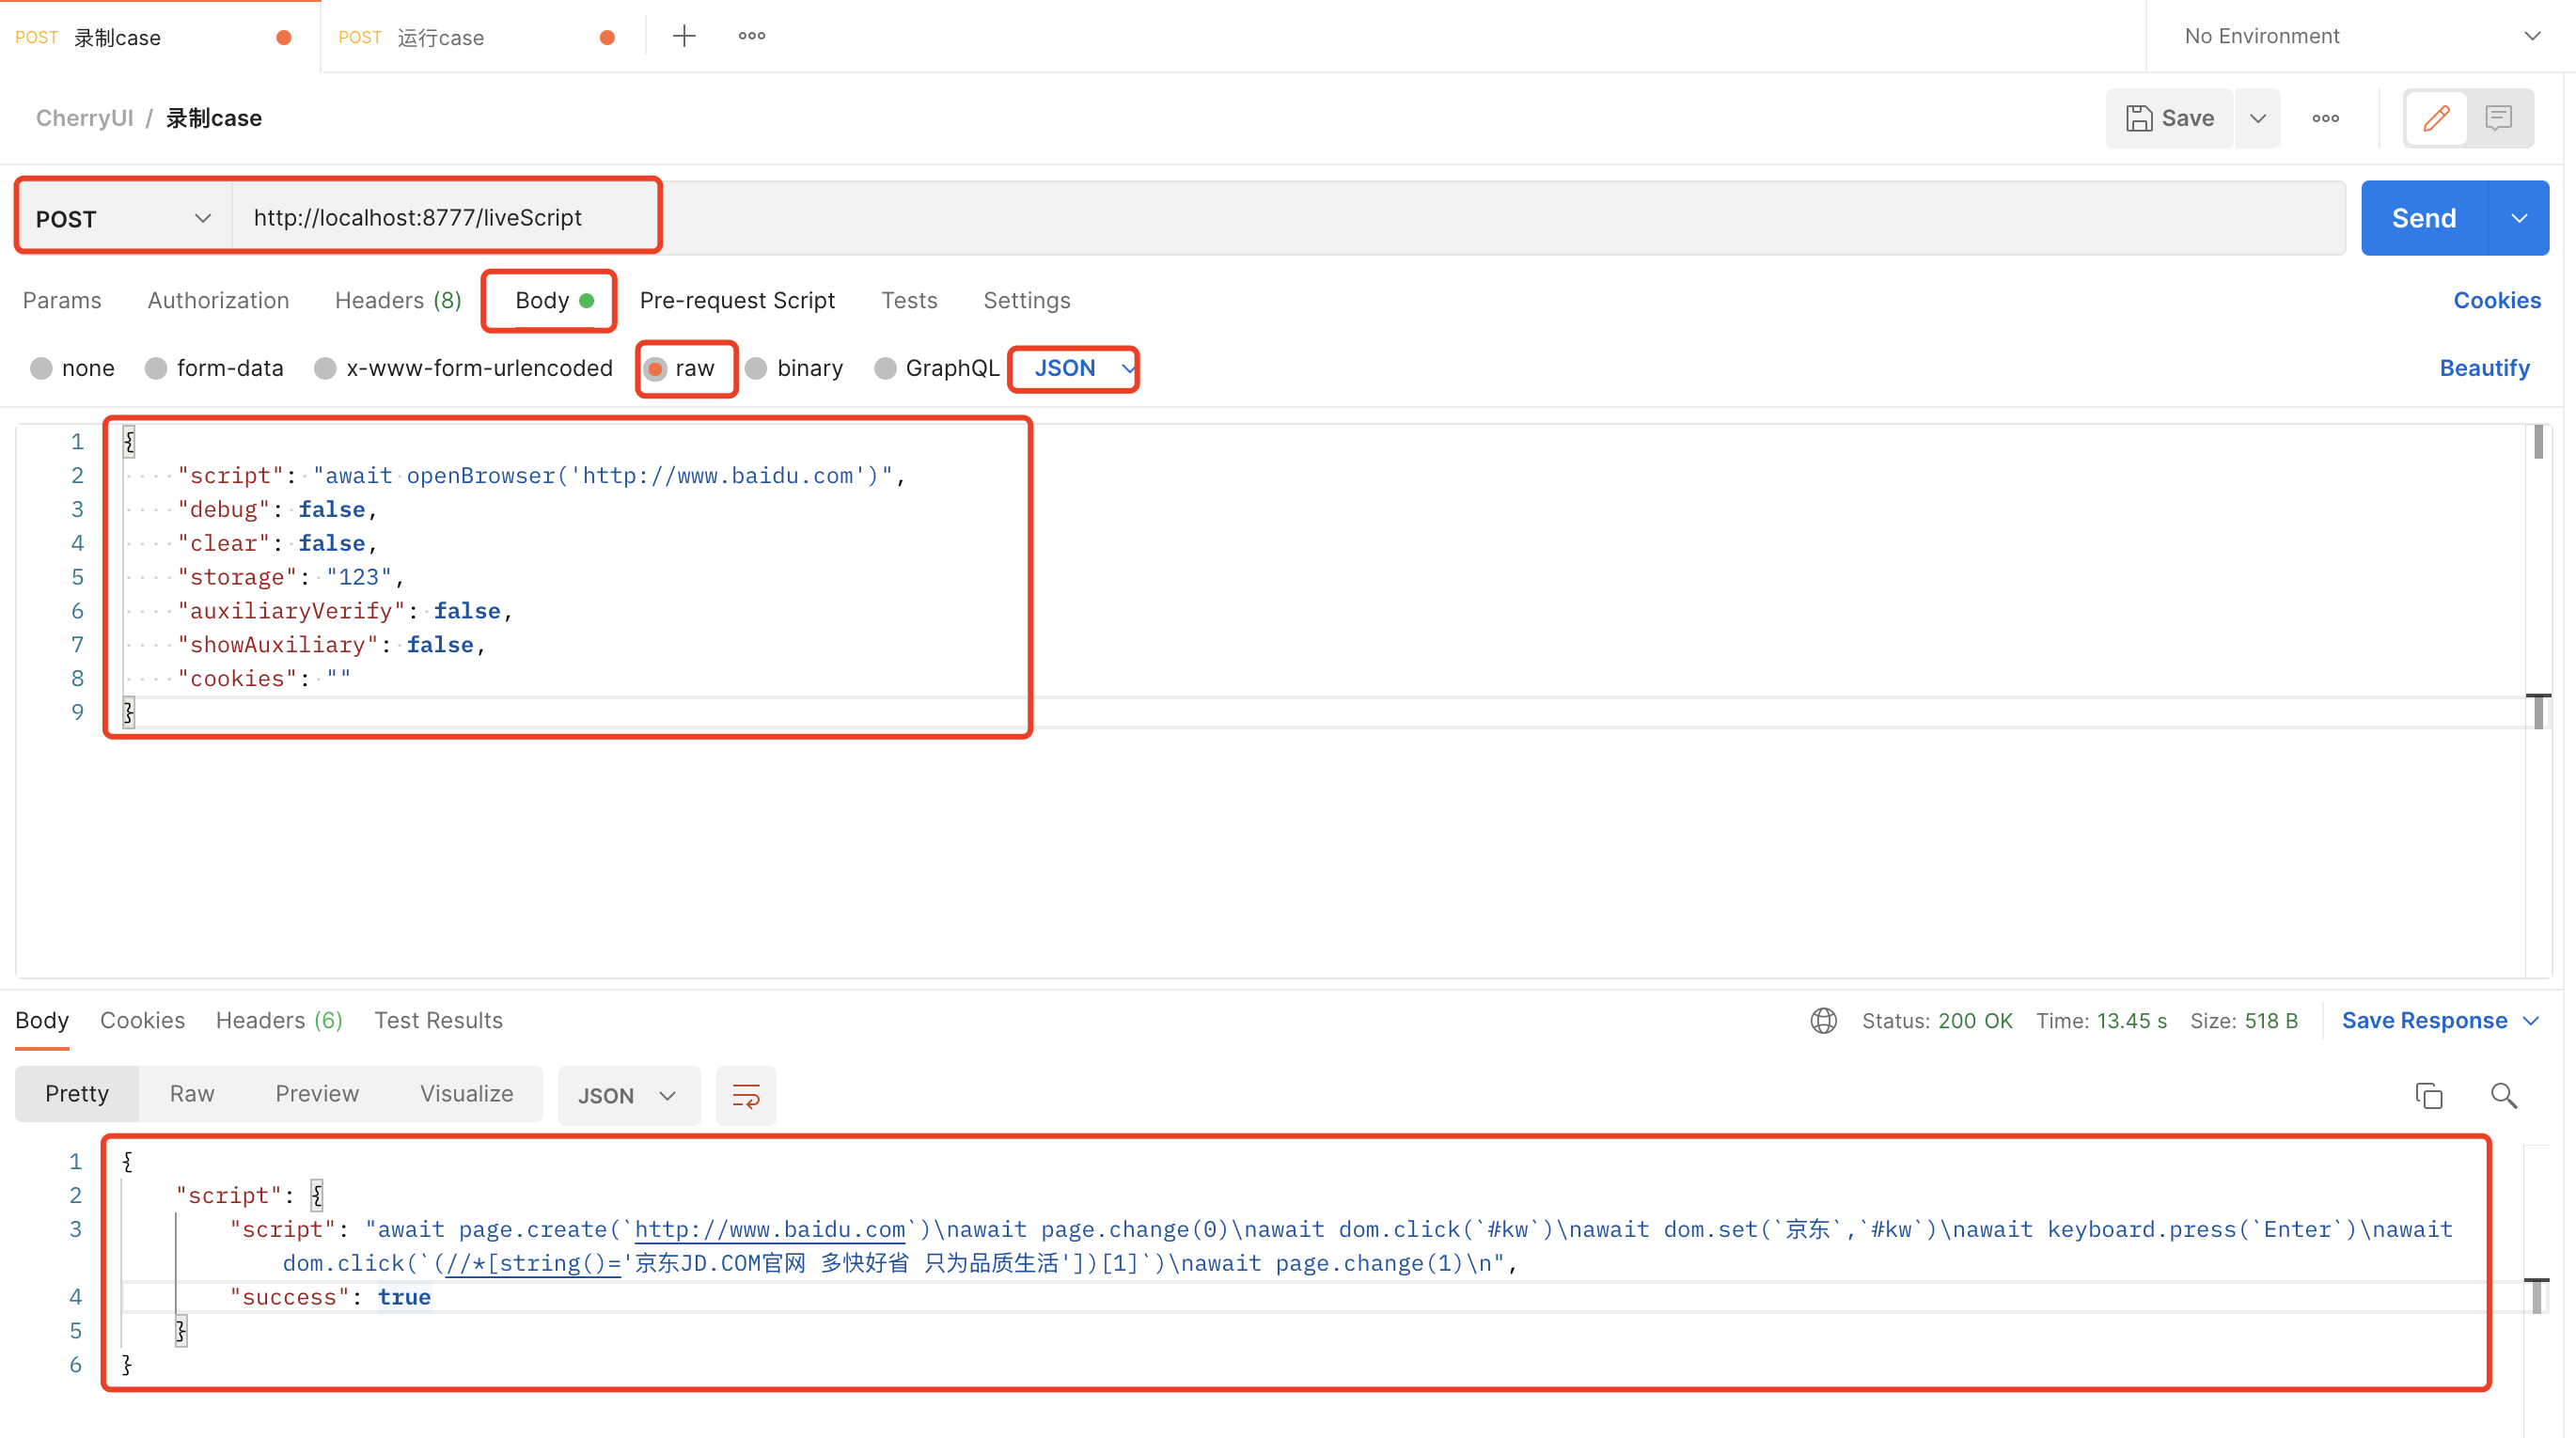 POST 录制case POST 运行case No Environment
CherryUI / 录制case Save
POST http://localhost:8777/liveScript Send
Params Authorization Headers (8) Body Pre-request Script Tests Settings Cookies
none form-data x-www-form-urlencoded raw binary GraphQL JSON Beautify
1 {
2 "script": "await openBrowser('http://www.baidu.com')",
3 "debug": false,
4 "clear": false,
5 "storage": "123",
6 "auxiliaryVerify": false,
7 "showAuxiliary": false,
8 "cookies": ""
9 }
Body Cookies Headers (6) Test Results Status: 200 OK Time: 13.45 s Size: 518 B Save Response
Pretty Raw Preview Visualize JSON
1 {
2 "script": {
3 "script": "await page.create(`http://www.baidu.com`)\nawait page.change(0)\nawait dom.click(`#kw`)\nawait dom.set(`京东`,`#kw`)\nawait keyboard.press(`Enter`)\nawait
dom.click(`(//*[string()='京东JD.COM官网 多快好省 只为品质生活'])[1]`)\nawait page.change(1)\n",
4 "success": true
5 }
6 }